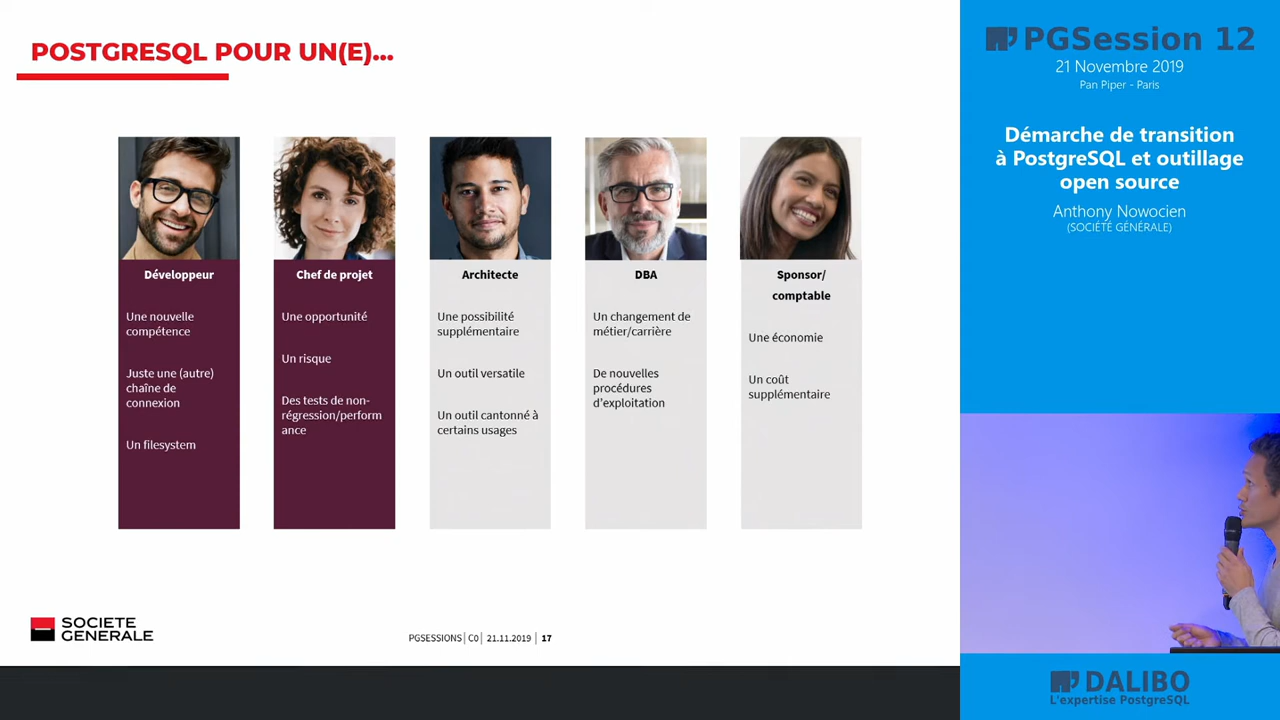 POSTGRESQL POUR UN(E)...
Développeur
Une nouvelle
compétence
Juste une (autre)
chaîne de
connexion
Un filesystem
Chef de projet
Une opportunité
Un risque
Des tests de non-
régression/perform
ance
Architecte
Une possibilité
supplémentaire
Un outil versatile
Un outil cantonné à
certains usages
DBA
Un changement de
métier/carrière
De nouvelles
procédures
d'exploitation
Sponsor/
comptable
Une économie
Un coût
supplémentaire
SOCIETE
GENERALE
PGSESSIONS | C0 | 21.11.2019 | 17
PGSession 12
21 Novembre 2019
Pan Piper - Paris
Démarche de transition
à PostgreSQL et outillage
open source
Anthony Nowocien
(SOCIÉTÉ GÉNÉRALE)
DALIBO
L'expertise PostgreSQL